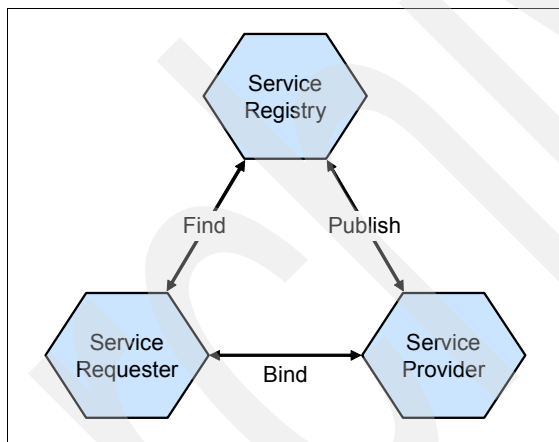 Service
Registry
Find
Publish
Service
Requester
Bind
Service
Provider